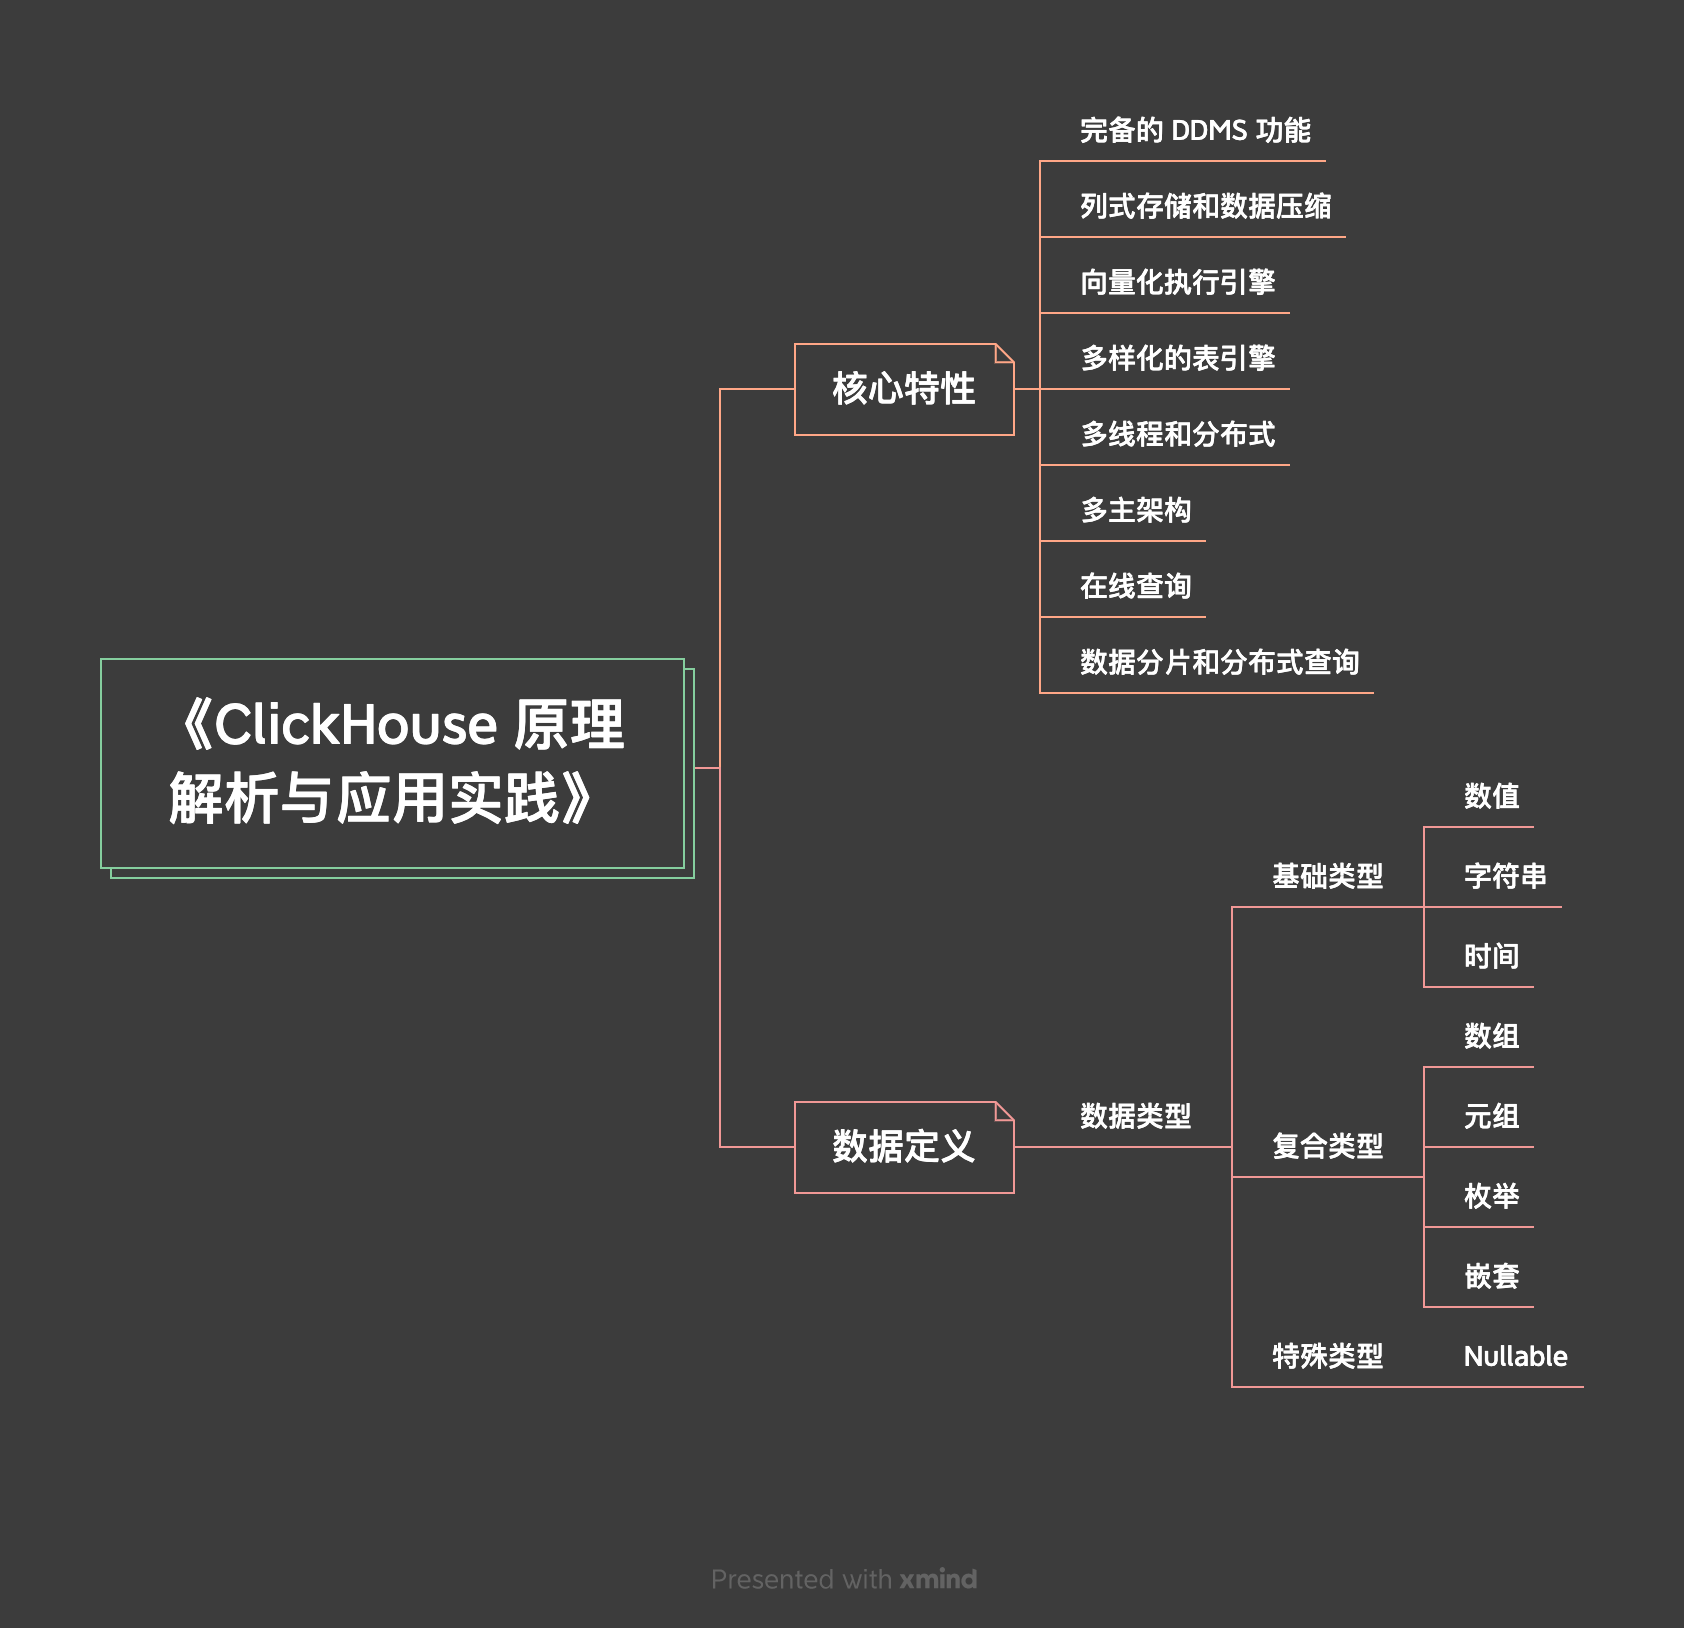 《ClickHouse 原理
解析与应用实践》
核心特性
完备的 DDMS 功能
列式存储和数据压缩
向量化执行引擎
多样化的表引擎
多线程和分布式
多主架构
在线查询
数据分片和分布式查询
数据定义
数据类型
基础类型
数值
字符串
时间
复合类型
数组
元组
枚举
嵌套
特殊类型
Nullable
Presented with xmind